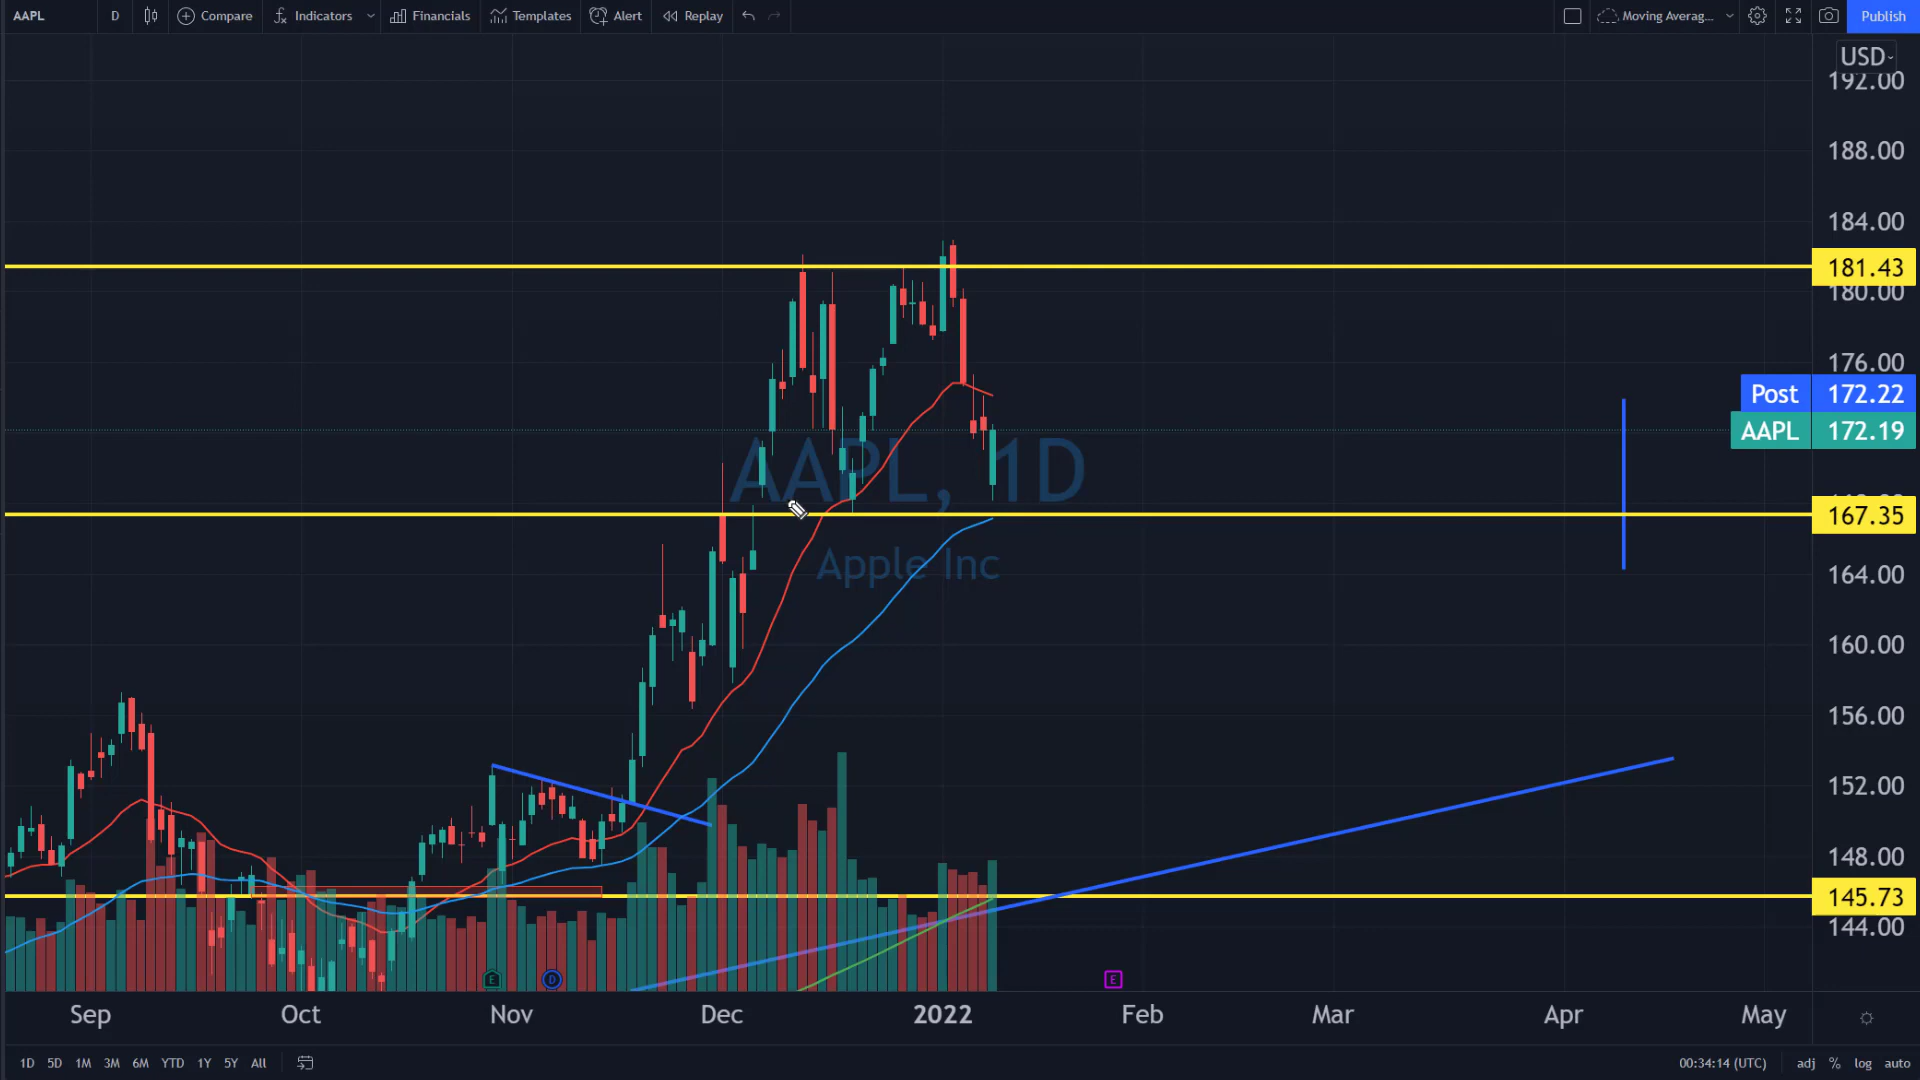 AAPL D Compare Indicators Financials Templates Alert Replay Moving Averag... Publish
USD
192.00
188.00
184.00
181.43
180.00
176.00
Post 172.22
AAPL 172.19
AAPL, 1D
167.35
Apple Inc
164.00
160.00
156.00
152.00
148.00
145.73
144.00
E D E
Sep Oct Nov Dec 2022 Feb Mar Apr May
1D 5D 1M 3M 6M YTD 1Y 5Y All 00:34:14 (UTC) adj % log auto